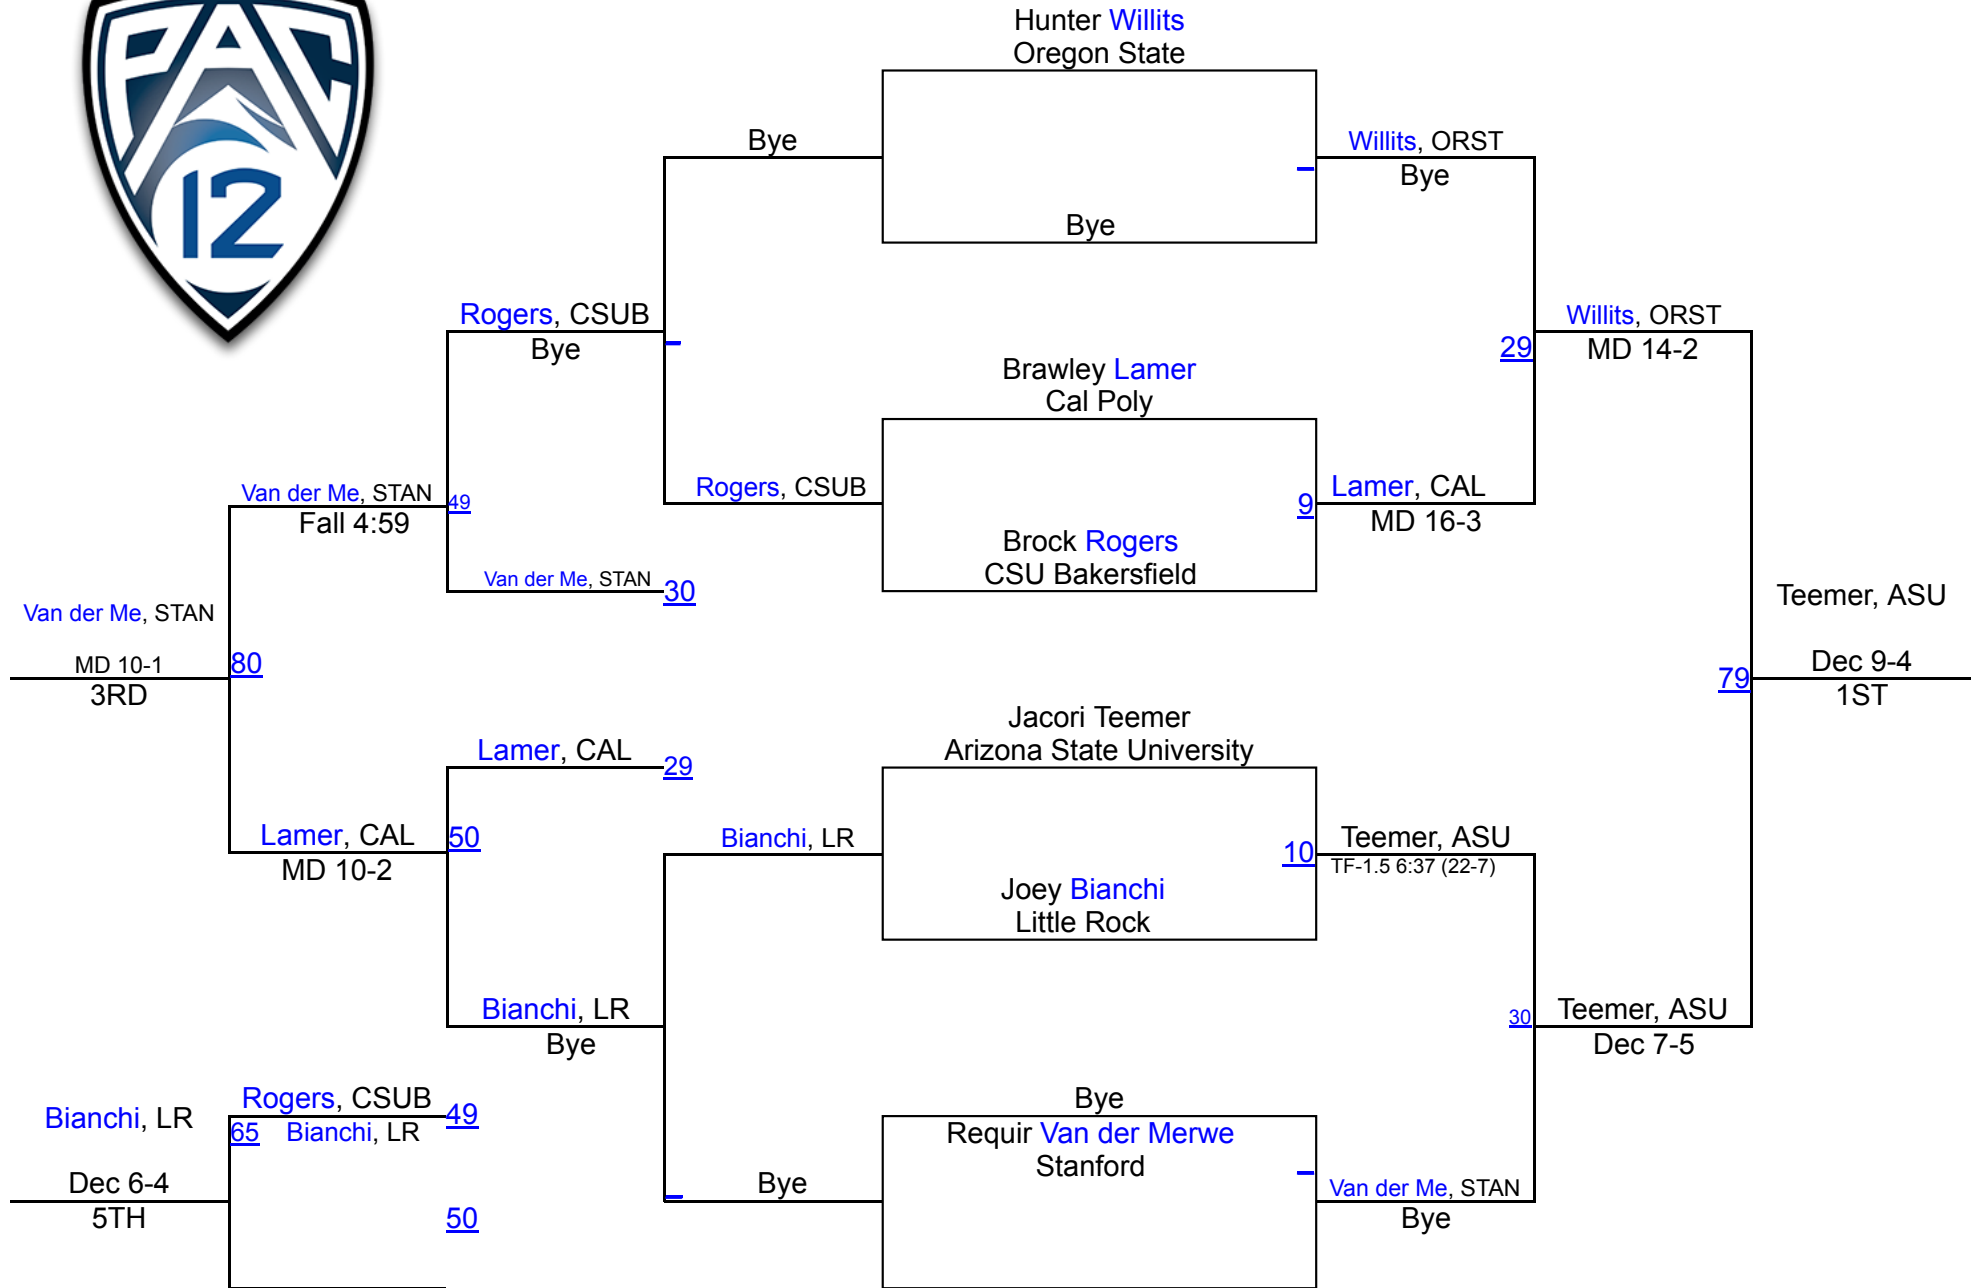 PAC
12
Hunter Willits
Oregon State
Bye
Willits, ORST
Bye
Bye
Rogers, CSUB
Bye
Willits, ORST
29
MD 14-2
Brawley Lamer
Cal Poly
Van der Me, STAN
49
Fall 4:59
Rogers, CSUB
9
Lamer, CAL
MD 16-3
Brock Rogers
CSU Bakersfield
Van der Me, STAN
30
Van der Me, STAN
MD 10-1
80
3RD
Teemer, ASU
Dec 9-4
79
1ST
Jacori Teemer
Arizona State University
Lamer, CAL
29
Lamer, CAL
50
MD 10-2
Bianchi, LR
10
Teemer, ASU
TF-1.5 6:37 (22-7)
Joey Bianchi
Little Rock
Bianchi, LR
Bye
30
Teemer, ASU
Dec 7-5
Bye
Requir Van der Merwe
Stanford
Bye
Van der Me, STAN
Bye
Bianchi, LR
Rogers, CSUB
49
65
Bianchi, LR
Dec 6-4
5TH
50